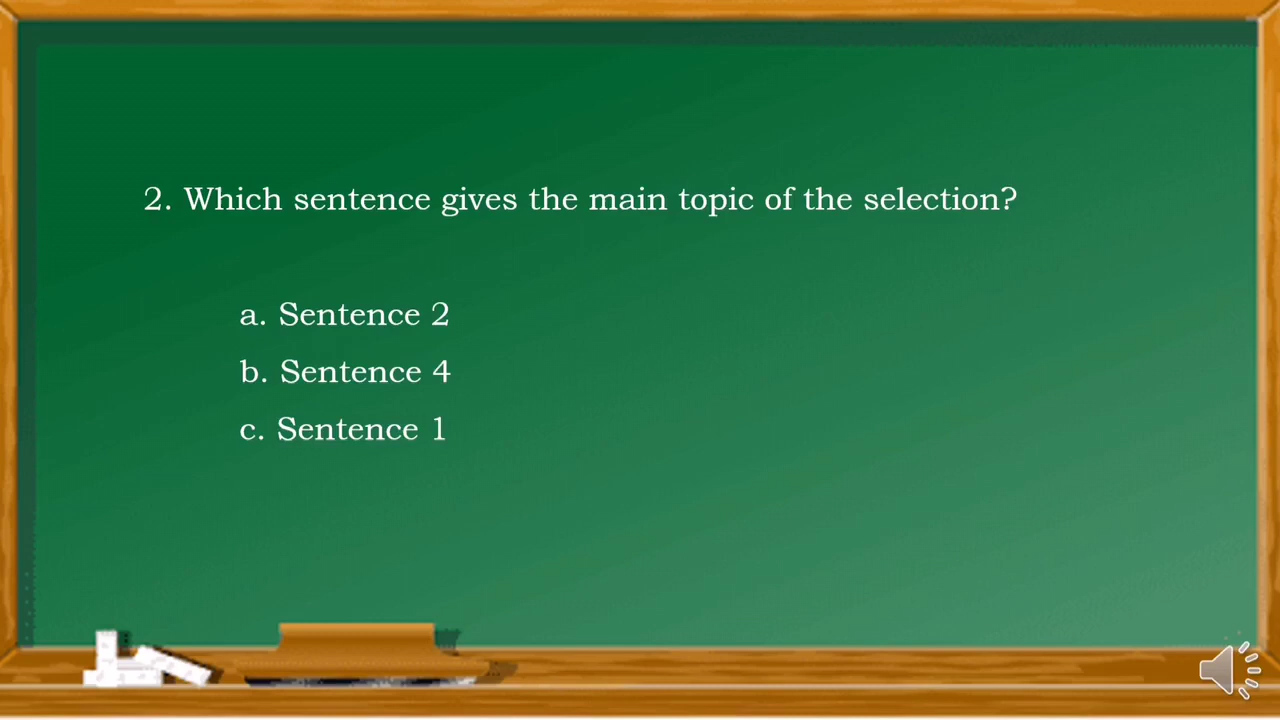 2. Which sentence gives the main topic of the selection?
a. Sentence 2
b. Sentence 4
c. Sentence 1